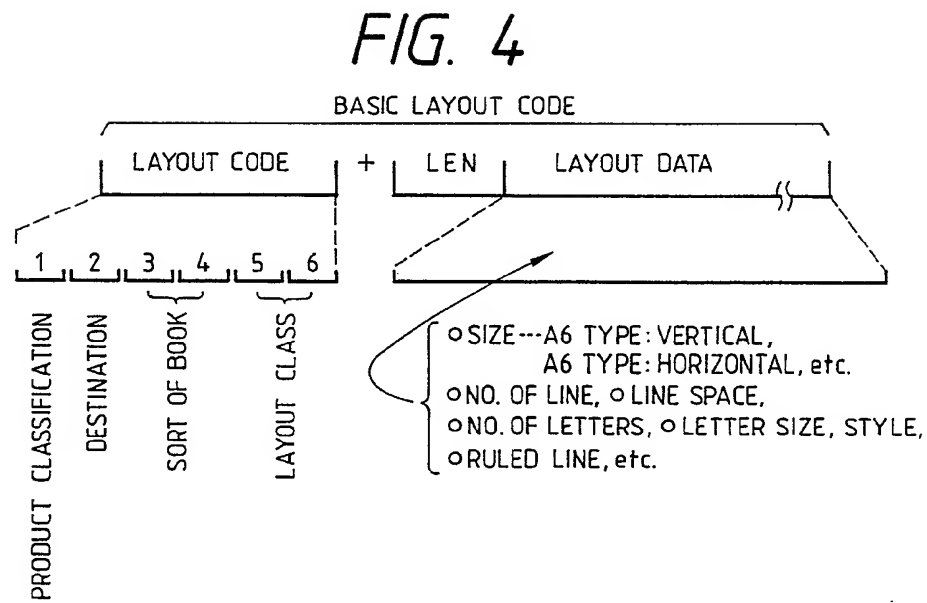 FIG. 4
BASIC LAYOUT CODE
LAYOUT CODE + LEN LAYOUT DATA
1 2 3 4 5 6
PRODUCT CLASSIFICATION
DESTINATION
SORT OF BOOK
LAYOUT CLASS
○ SIZE---A6 TYPE: VERTICAL,
A6 TYPE: HORIZONTAL, etc.
○ NO. OF LINE, ○ LINE SPACE,
○ NO. OF LETTERS, ○ LETTER SIZE, STYLE,
○ RULED LINE, etc.